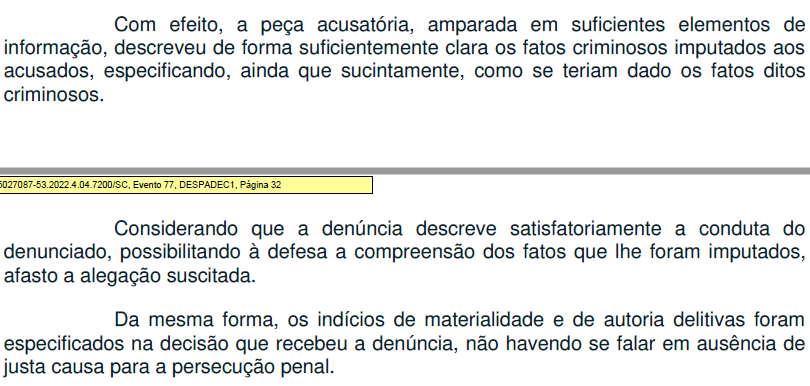 Com efeito, a peça acusatória, amparada em suficientes elementos de
informação, descreveu de forma suficientemente clara os fatos criminosos imputados aos
acusados, especificando, ainda que sucintamente, como se teriam dado os fatos ditos
criminosos.
5027087-53.2022.4.04.7200/SC, Evento 77, DESPADEC1, Página 32
Considerando que a denúncia descreve satisfatoriamente a conduta do
denunciado, possibilitando à defesa a compreensão dos fatos que lhe foram imputados,
afasto a alegação suscitada.
Da mesma forma, os indícios de materialidade e de autoria delitivas foram
especificados na decisão que recebeu a denúncia, não havendo se falar em ausência de
justa causa para a persecução penal.